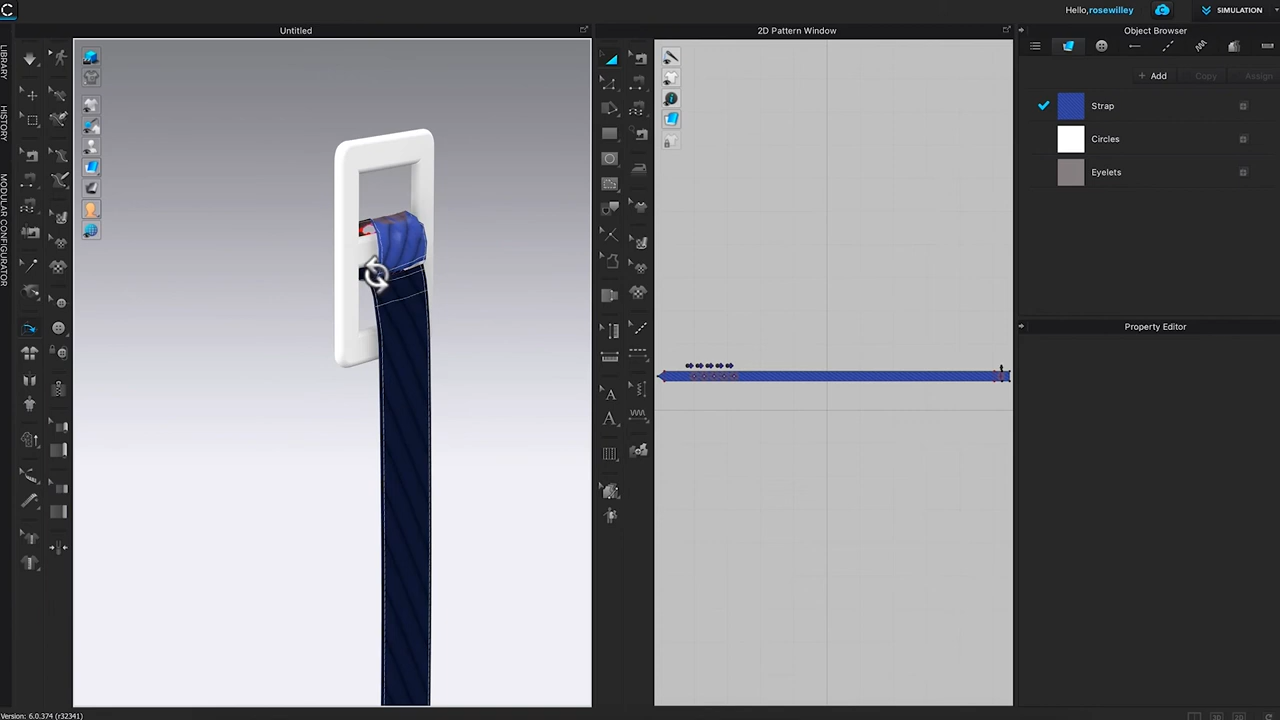 Hello,rosewilley
SIMULATION
Untitled
2D Pattern Window
Object Browser
LIBRARY
HISTORY
MODULAR CONFIGURATOR
+ Add
Copy
Assign
Strap
Circles
Eyelets
Property Editor
Version: 6.0.374 (r32341)